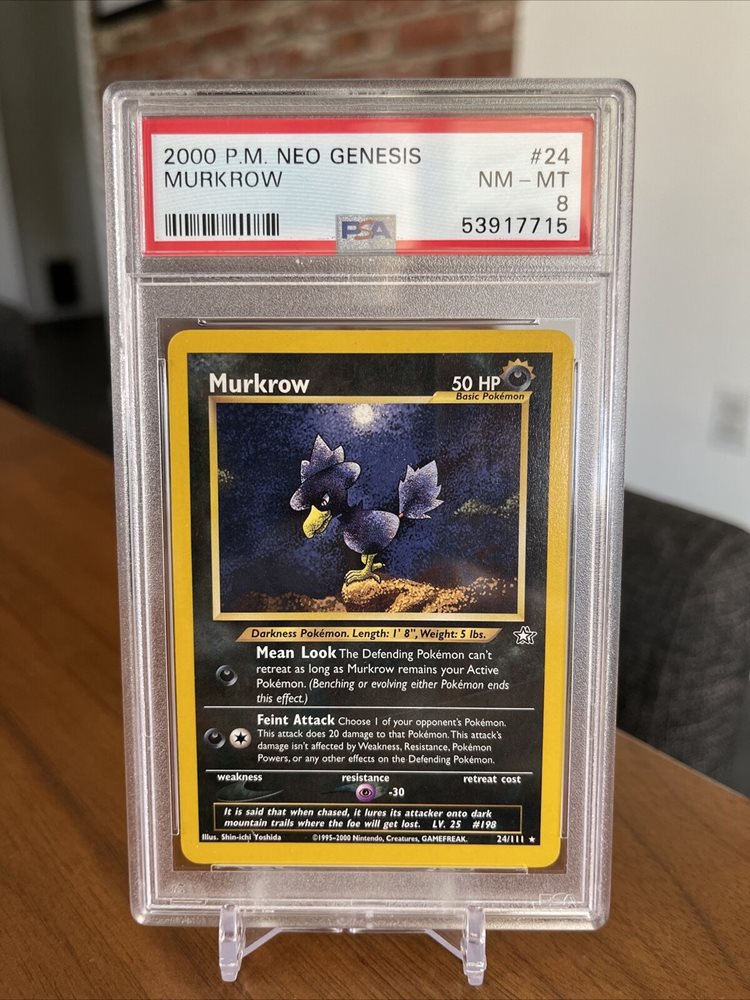 2000 P.M. NEO GENESIS #24
MURKROW NM - MT
8
PSA 53917715
Murkrow 50 HP
Basic Pokémon
Darkness Pokémon. Length: 1' 8", Weight: 5 lbs.
Mean Look The Defending Pokémon can't
retreat as long as Murkrow remains your Active
Pokémon. (Benching or evolving either Pokémon ends
this effect.)
Feint Attack Choose 1 of your opponent's Pokémon.
This attack does 20 damage to that Pokémon. This attack's
damage isn't affected by Weakness, Resistance, Pokémon
Powers, or any other effects on the Defending Pokémon.
weakness resistance retreat cost
-30
It is said that when chased, it lures its attacker onto dark
mountain trails where the foe will get lost. LV. 25 #198
Illus. Shin-ichi Yoshida ©1995-2000 Nintendo, Creatures, GAMEFREAK. 24/111 ★